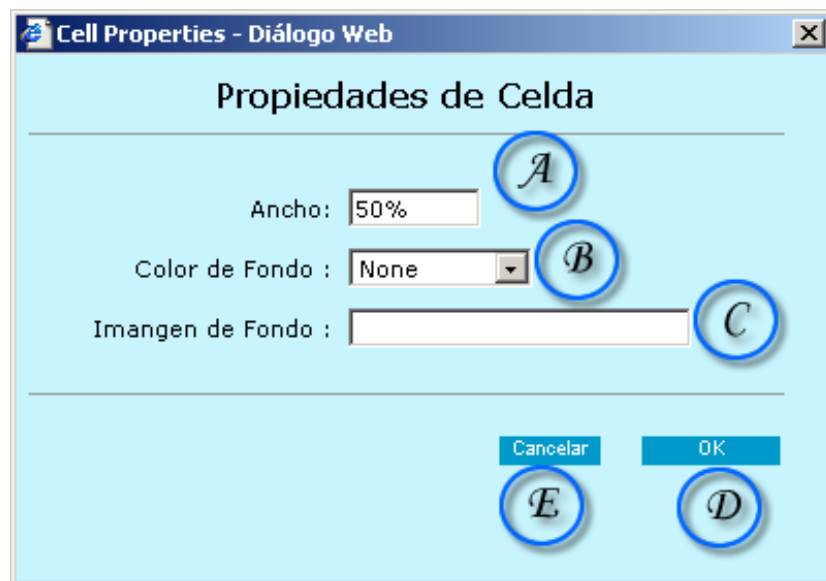 Cell Properties - Diálogo Web
Propiedades de Celda
A
Ancho: 50%
Color de Fondo : None B
Imangen de Fondo : C
Cancelar OK
E D